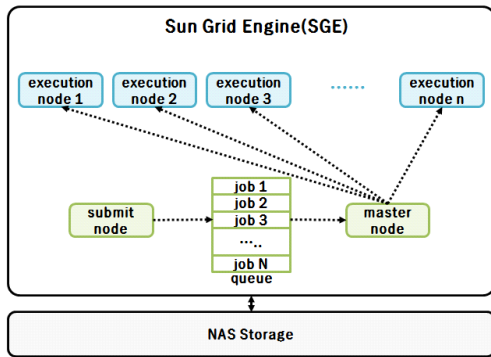 Sun Grid Engine(SGE)
execution
node 1
execution
node 2
execution
node 3
......
execution
node n
submit
node
job 1
job 2
job 3
.....
job N
queue
master
node
NAS Storage